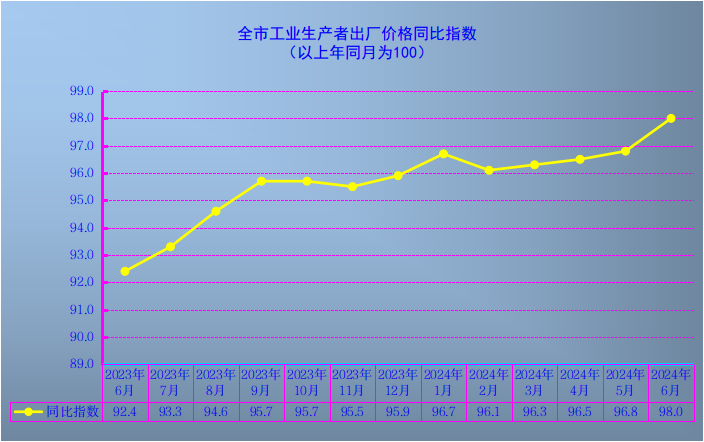 全市工业生产者出厂价格同比指数
（以上年同月为100）
99.0
98.0
97.0
96.0
95.0
94.0
93.0
92.0
91.0
90.0
89.0
2023年 2023年 2023年 2023年 2023年 2023年 2023年 2024年 2024年 2024年 2024年 2024年 2024年
6月 7月 8月 9月 10月 11月 12月 1月 2月 3月 4月 5月 6月
同比指数 92.4 93.3 94.6 95.7 95.7 95.5 95.9 96.7 96.1 96.3 96.5 96.8 98.0